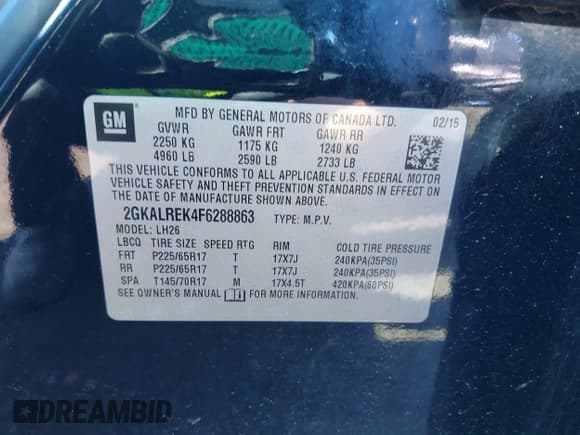 GM
MFD BY GENERAL MOTORS OF CANADA LTD. 02/15
GVWR GAWR FRT GAWR RR
2250 KG 1175 KG 1240 KG
4960 LB 2590 LB 2733 LB
THIS VEHICLE CONFORMS TO ALL APPLICABLE U.S. FEDERAL MOTOR
VEHICLE SAFETY AND THEFT PREVENTION STANDARDS IN EFFECT ON
THE DATE OF MANUFACTURE SHOWN ABOVE.
2GKALREK4F6288863 TYPE: M.P.V.
MODEL: LH26
LBCQ TIRE SIZE SPEED RTG RIM COLD TIRE PRESSURE
FRT P225/65R17 T 17X7J 240KPA(35PSI)
RR P225/65R17 T 17X7J 240KPA(35PSI)
SPA T145/70R17 M 17X4.5T 420KPA(60PSI)
SEE OWNER'S MANUAL FOR MORE INFORMATION.
DREAMBID